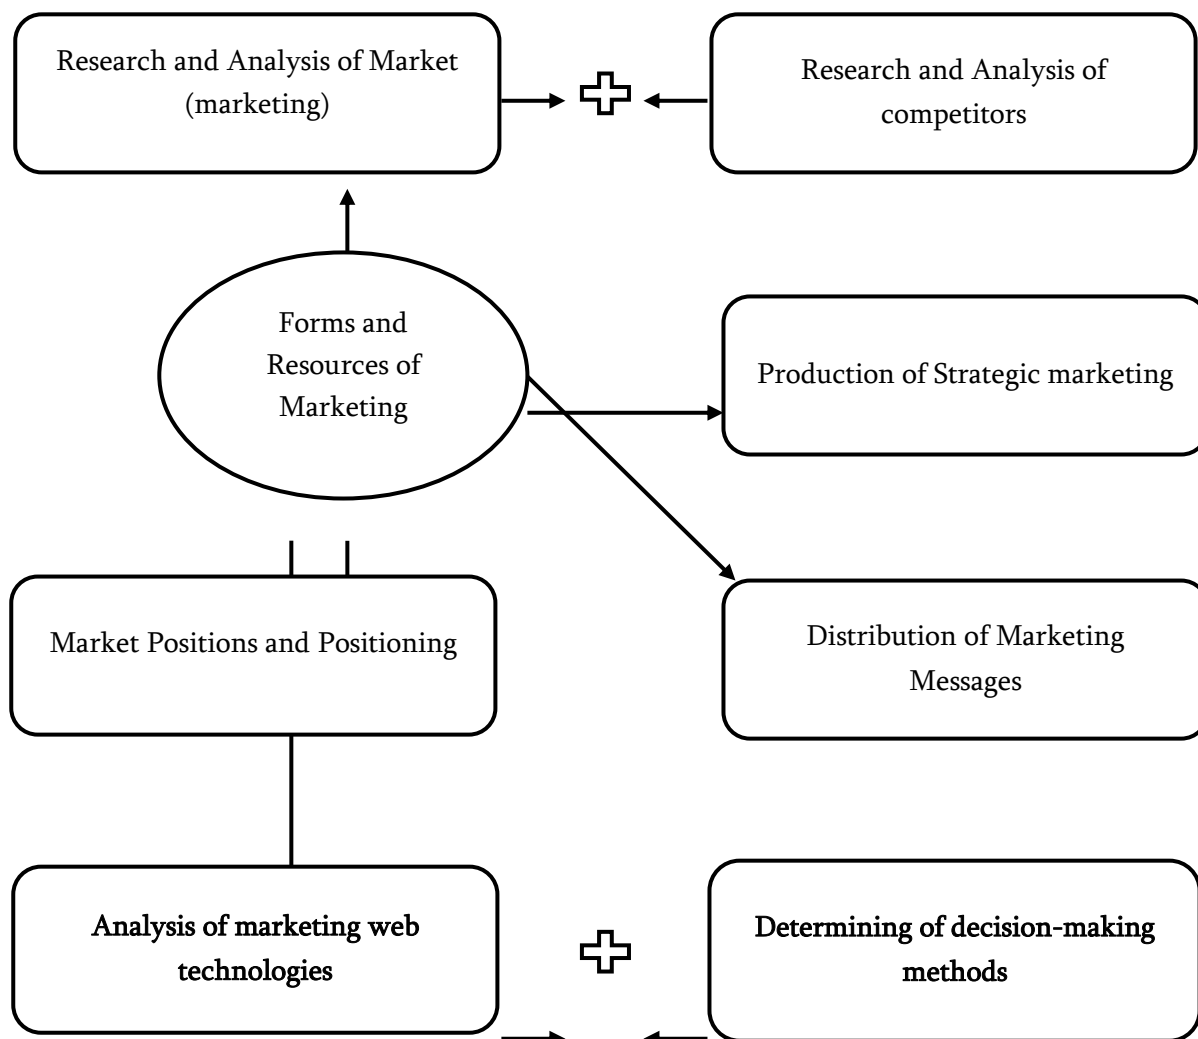 Research and Analysis of Market
(marketing)
Research and Analysis of
competitors
Forms and
Resources of
Marketing
Production of Strategic marketing
Market Positions and Positioning
Distribution of Marketing
Messages
Analysis of marketing web
technologies
Determining of decision-making
methods